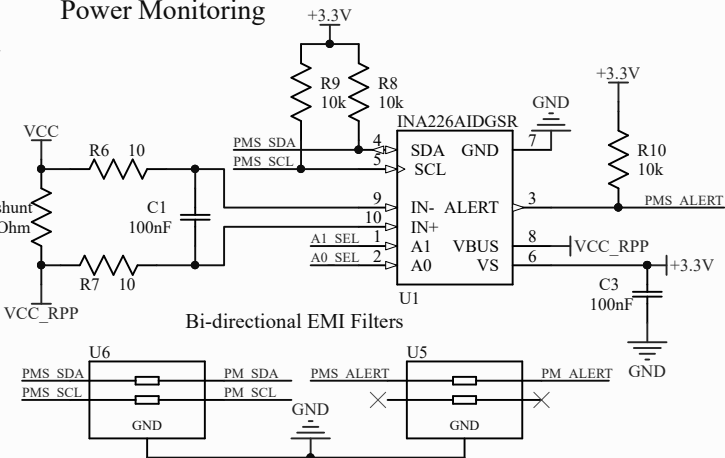 Power Monitoring
+3.3V
R9
10k
R8
10k
+3.3V
GND
INA226AIDGSR
VCC
PMS_SDA
4
SDA
GND
7
R10
10k
R6
10
PMS_SCL
5
SCL
shunt
Ohm
C1
100nF
9
IN-
ALERT
3
PMS_ALERT
10
IN+
A1_SEL
1
A1
VBUS
8
VCC_RPP
A0_SEL
2
A0
VS
6
+3.3V
R7
10
C3
100nF
U1
VCC_RPP
Bi-directional EMI Filters
GND
U6
U5
PMS_SDA
PM_SDA
PMS_ALERT
PM_ALERT
PMS_SCL
PM_SCL
GND
GND
GND